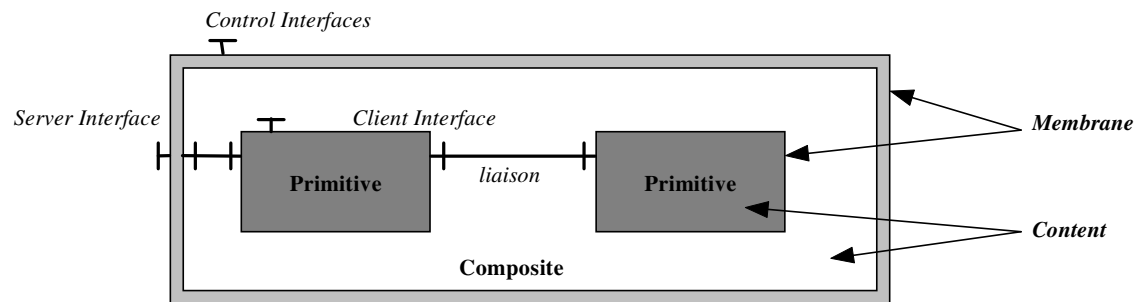 Control Interfaces
Server Interface
Client Interface
Membrane
Primitive
liaison
Primitive
Content
Composite